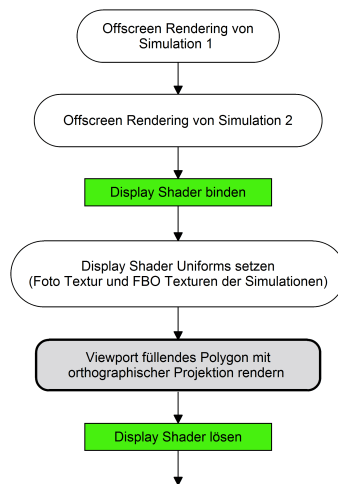 Offscreen Rendering von
Simulation 1
Offscreen Rendering von Simulation 2
Display Shader binden
Display Shader Uniforms setzen
(Foto Textur und FBO Texturen der Simulationen)
Viewport füllendes Polygon mit
orthographischer Projektion rendern
Display Shader lösen